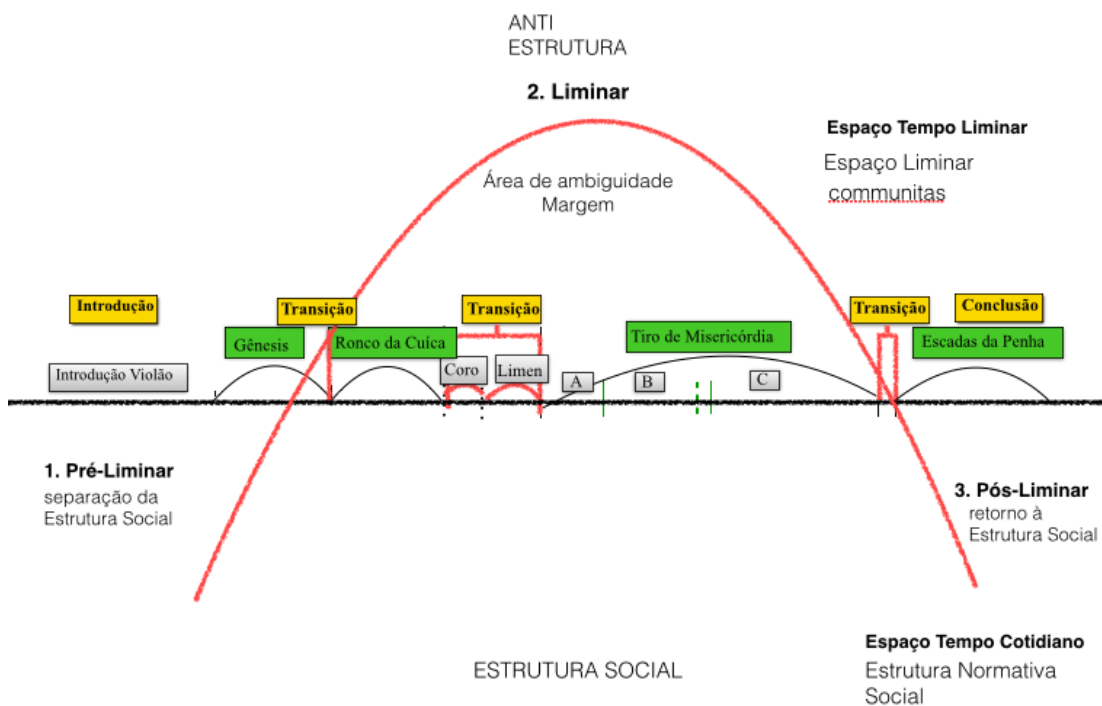 ANTI
ESTRUTURA
2. Liminar
Espaço Tempo Liminar
Espaço Liminar
communitas
Área de ambiguidade
Margem
Introdução
Transição
Transição
Transição
Conclusão
Gênesis
Ronco da Cuíca
Tiro de Misericórdia
Escadas da Penha
Introdução Violão
Coro
Limen
A
B
C
1. Pré-Liminar
separação da
Estrutura Social
3. Pós-Liminar
retorno à
Estrutura Social
ESTRUTURA SOCIAL
Espaço Tempo Cotidiano
Estrutura Normativa
Social